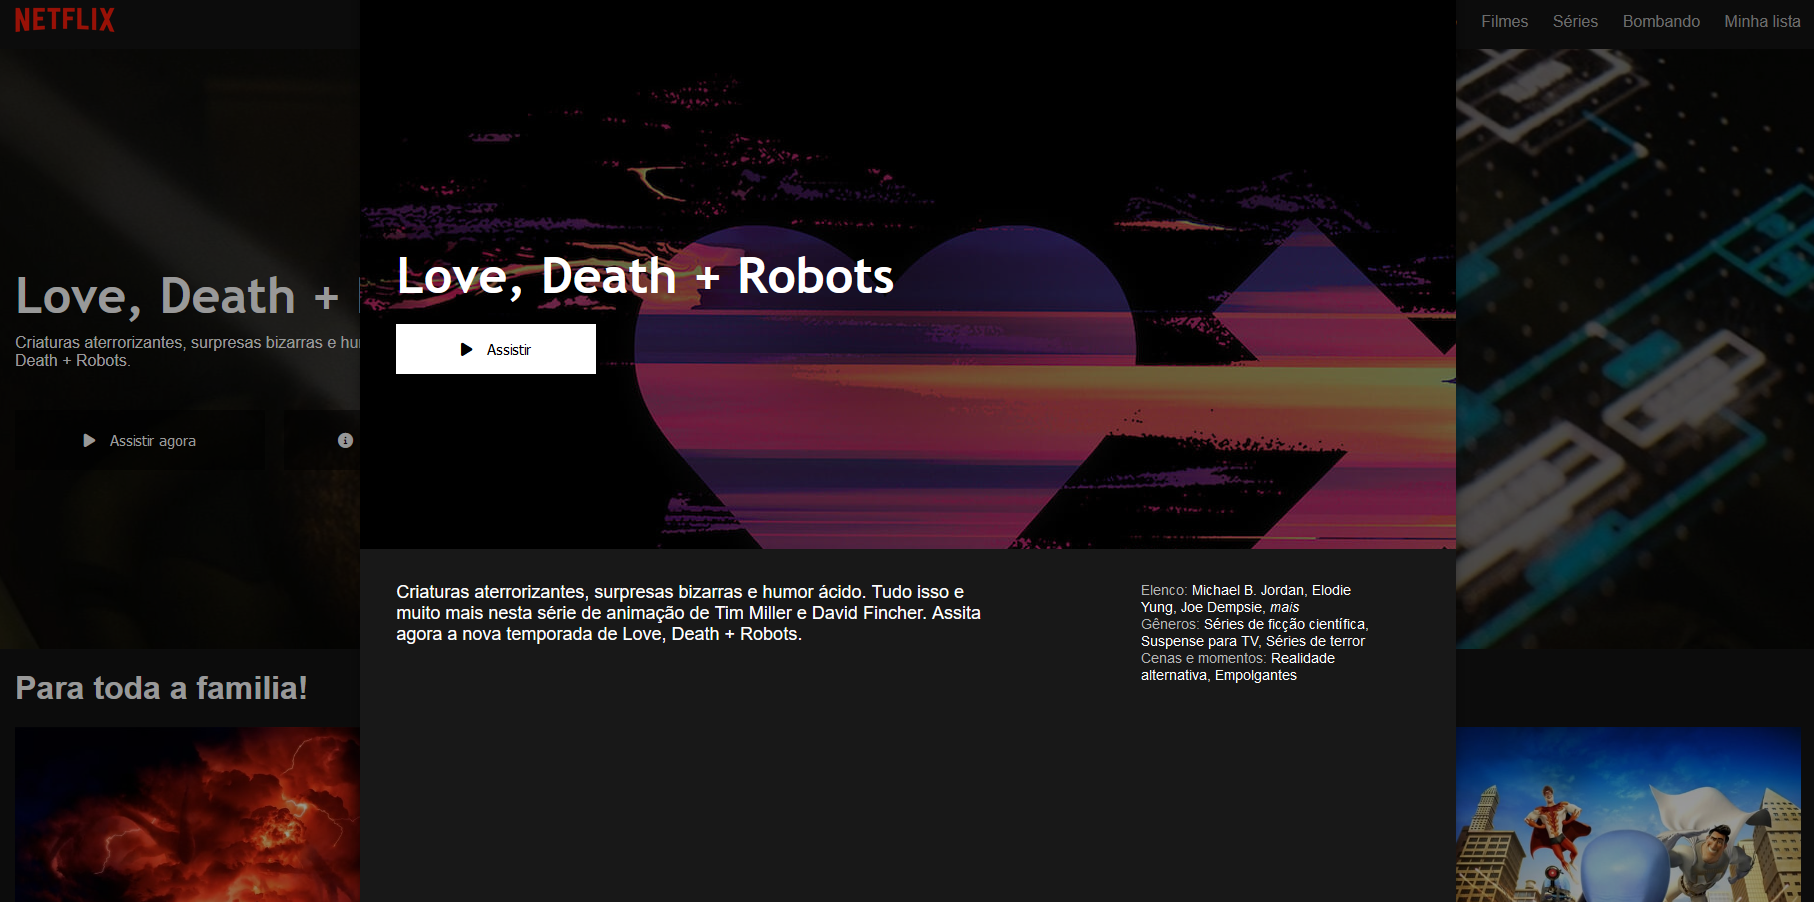 NETFLIX
Filmes Séries Bombando Minha lista
Love, Death +
Criaturas aterrorizantes, surpresas bizarras e
Death + Robots.
Assistir agora
Para toda a familia!
Love, Death + Robots
Assistir
Criaturas aterrorizantes, surpresas bizarras e humor ácido. Tudo isso e
muito mais nesta série de animação de Tim Miller e David Fincher. Assita
agora a nova temporada de Love, Death + Robots.
Elenco: Michael B. Jordan, Elodie
Yung, Joe Dempsie, mais
Gêneros: Séries de ficção científica,
Suspense para TV, Séries de terror
Cenas e momentos: Realidade
alternativa, Empolgantes